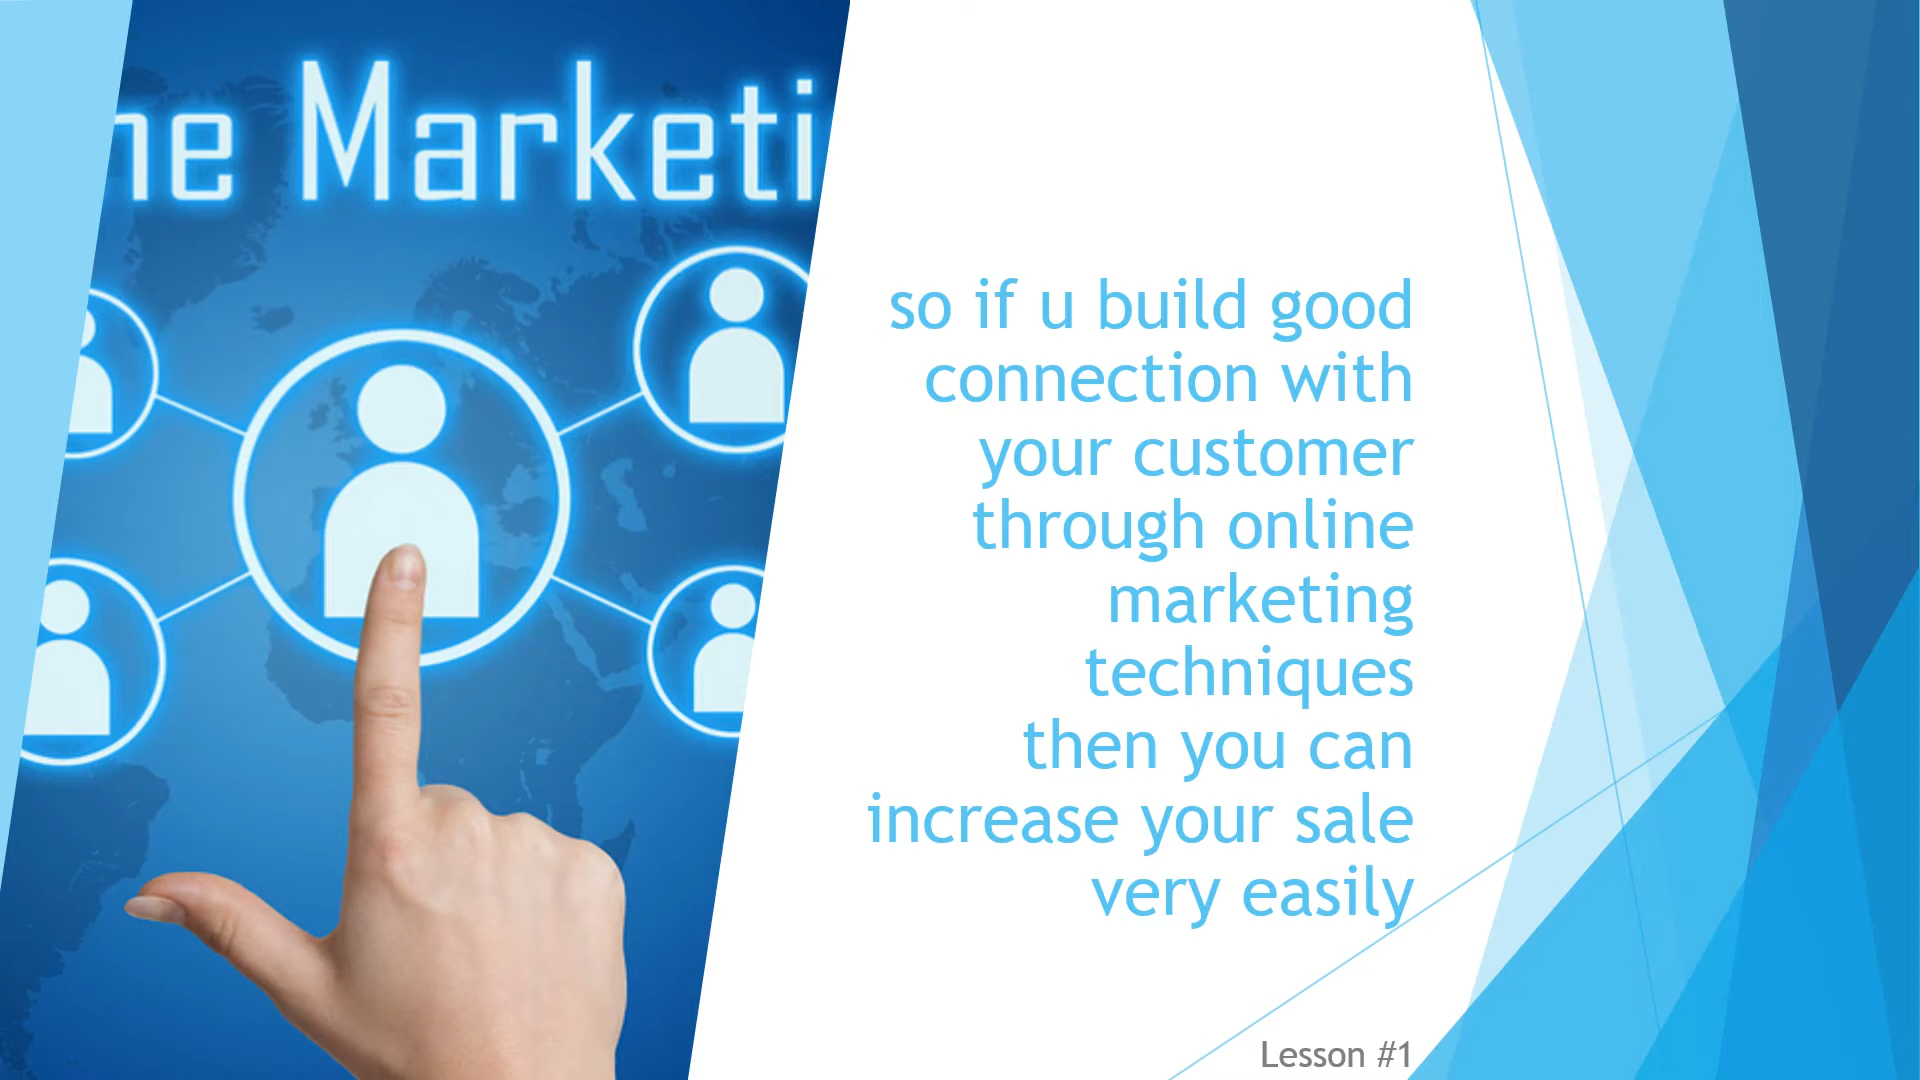 ne Marketi
so if u build good
connection with
your customer
through online
marketing
techniques
then you can
increase your sale
very easily
Lesson #1